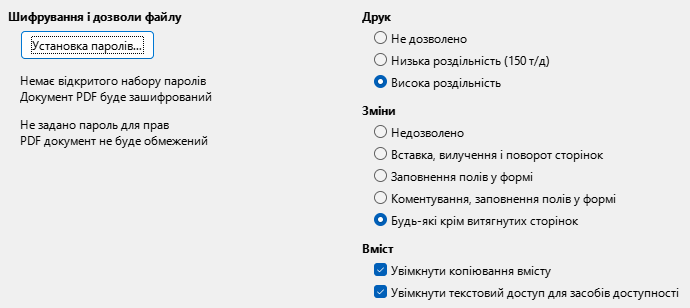 Шифрування і дозволи файлу
Установка паролів...
Немає відкритого набору паролів
Документ PDF буде зашифрований
Не задано пароль для прав
PDF документ не буде обмежений
Друк
Не дозволено
Низька роздільність (150 т/д)
Висока роздільність
Зміни
Недозволено
Вставка, вилучення і поворот сторінок
Заповнення полів у формі
Коментування, заповнення полів у формі
Будь-які крім витягнутих сторінок
Вміст
Увімкнути копіювання вмісту
Увімкнути текстовий доступ для засобів доступності